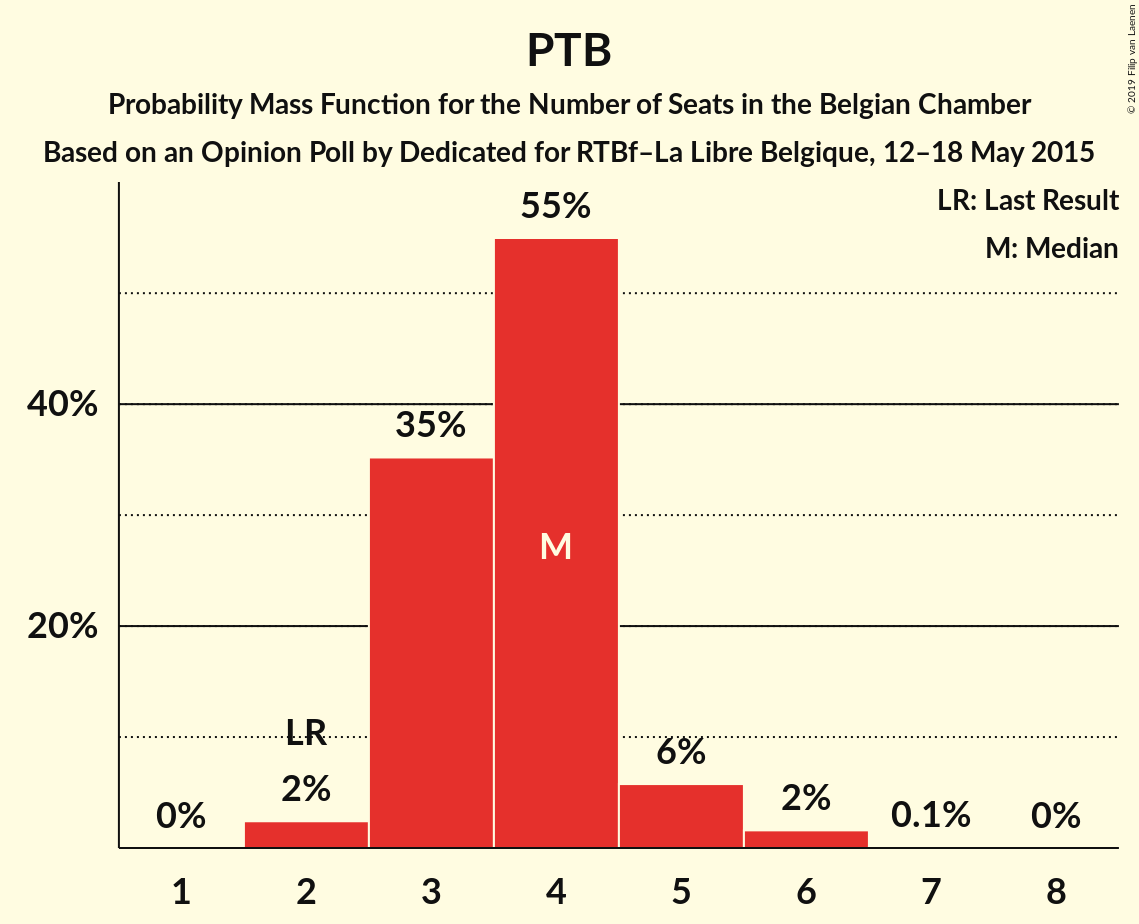 PTB
Probability Mass Function for the Number of Seats in the Belgian Chamber
Based on an Opinion Poll by Dedicated for RTBf–La Libre Belgique, 12–18 May 2015
© 2019 Filip van Laenen
LR: Last Result
M: Median
55%
40%
35%
M
20%
LR
6%
2%
2%
0%
0.1%
0%
1 2 3 4 5 6 7 8